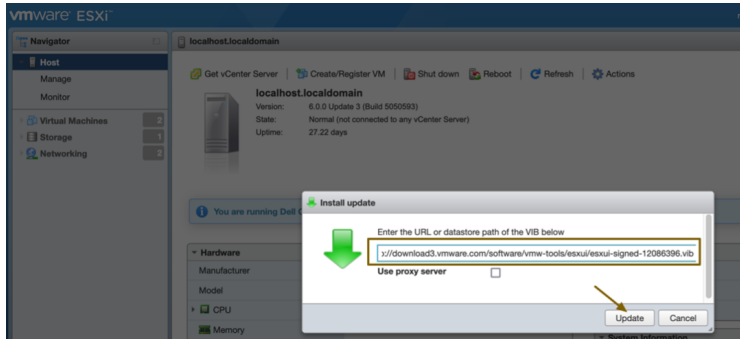 vmware ESXi™
Navigator
Host
Manage
Monitor
Virtual Machines 2
Storage 1
Networking 2
localhost.localdomain
Get vCenter Server | Create/Register VM | Shut down Reboot | Refresh | Actions
localhost.localdomain
Version: 6.0.0 Update 3 (Build 5050593)
State: Normal (not connected to any vCenter Server)
Uptime: 27.22 days
You are running Dell
Install update
Enter the URL or datastore path of the VIB below
://download3.vmware.com/software/vmw-tools/esxui/esxui-signed-12086396.vib
Use proxy server
Update Cancel
Hardware
Manufacturer
Model
CPU
Memory
System Information